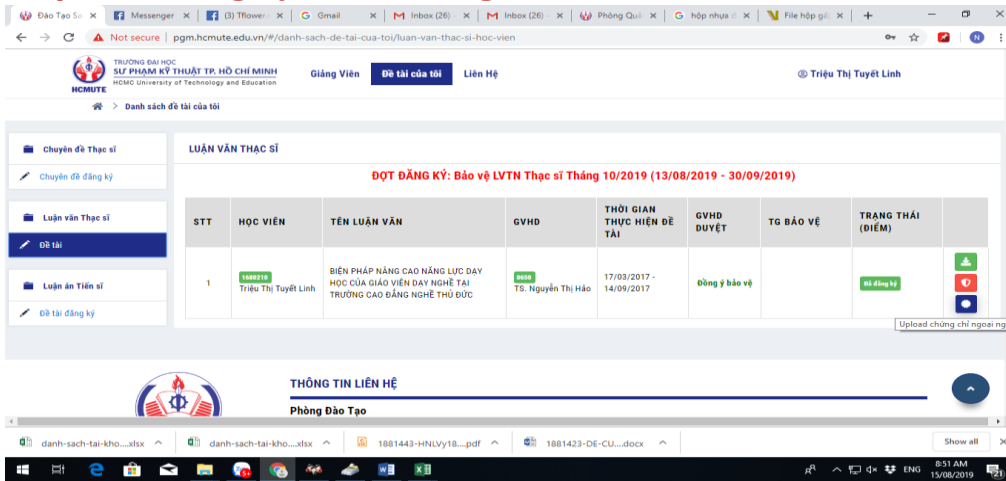 Đào Tạo Sa
Messenger
(3) Tflowers
Gmail
Inbox (26) -
Inbox (26) -
Phòng Quả
hộp nhựa d
File hộp giấ
Not secure | pgm.hcmute.edu.vn/#/danh-sach-de-tai-cua-toi/luan-van-thac-si-hoc-vien
TRƯỜNG ĐẠI HỌC
SƯ PHẠM KỸ THUẬT TP. HỒ CHÍ MINH
HCMC University of Technology and Education
HCMUTE
Giảng Viên
Đề tài của tôi
Liên Hệ
Triệu Thị Tuyết Linh
> Danh sách đề tài của tôi
Chuyên đề Thạc sĩ
Chuyên đề đăng ký
Luận văn Thạc sĩ
Đề tài
Luận án Tiến sĩ
Đề tài đăng ký
LUẬN VĂN THẠC SĨ
ĐỢT ĐĂNG KÝ: Bảo vệ LVTN Thạc sĩ Tháng 10/2019 (13/08/2019 - 30/09/2019)
STT
HỌC VIÊN
TÊN LUẬN VĂN
GVHD
THỜI GIAN
THỰC HIỆN ĐỀ
TÀI
GVHD
DUYỆT
TG BẢO VỆ
TRẠNG THÁI
(ĐIỂM)
1
1680210
Triệu Thị Tuyết Linh
BIỆN PHÁP NÂNG CAO NĂNG LỰC DẠY
HỌC CỦA GIÁO VIÊN DẠY NGHỀ TẠI
TRƯỜNG CAO ĐẲNG NGHỀ THỦ ĐỨC
0650
TS. Nguyễn Thị Hảo
17/03/2017 -
14/09/2017
Đồng ý bảo vệ
Đã đăng ký
Upload chứng chỉ ngoại ng
THÔNG TIN LIÊN HỆ
Phòng Đào Tạo
danh-sach-tai-kho....xlsx
danh-sach-tai-kho....xlsx
1881443-HNLVy18....pdf
1881423-DE-CU....docx
Show all
ENG
8:51 AM
15/08/2019